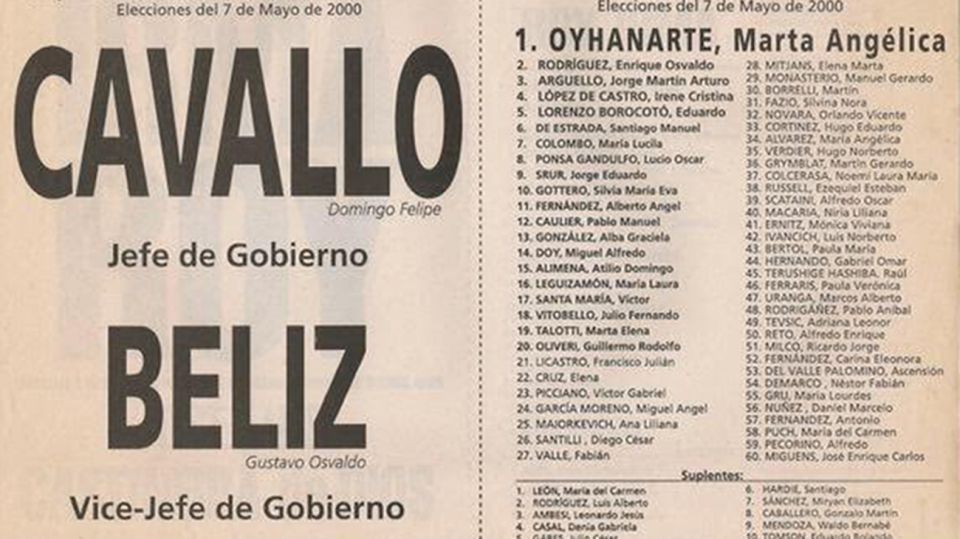 Elecciones del 7 de Mayo de 2000
CAVALLO
Domingo Felipe
Jefe de Gobierno
BELIZ
Gustavo Osvaldo
Vice-Jefe de Gobierno
Elecciones del 7 de Mayo de 2000
1. OYHANARTE, Marta Angélica
2. RODRÍGUEZ, Enrique Osvaldo
3. ARGUELLO, Jorge Martín Arturo
4. LÓPEZ DE CASTRO, Irene Cristina
5. LORENZO BOROCOTÓ, Eduardo
6. DE ESTRADA, Santiago Manuel
7. COLOMBO, María Lucila
8. PONSA GANDULFO, Lucio Oscar
9. SRUR, Jorge Eduardo
10. GOTTERO, Silvia María Eva
11. FERNÁNDEZ, Alberto Angel
12. CAULIER, Pablo Manuel
13. GONZÁLEZ, Alba Graciela
14. DOY, Miguel Alfredo
15. ALIMENA, Atilio Domingo
16. LEGUIZAMÓN, María Laura
17. SANTA MARÍA, Víctor
18. VITOBELLO, Julio Fernando
19. TALOTTI, Marta Elena
20. OLIVERI, Guillermo Rodolfo
21. LICASTRO, Francisco Julián
22. CRUZ, Elena
23. PICCIANO, Víctor Gabriel
24. GARCÍA MORENO, Miguel Angel
25. MAIORKEVICH, Ana Liliana
26. SANTILLI , Diego César
27. VALLE, Fabián
28. MITJANS, Elena Marta
29. MONASTERIO, Manuel Gerardo
30. BORRELLI, Martín
31. FAZIO, Silvina Nora
32. NOVARA, Orlando Vicente
33. CORTINEZ, Hugo Eduardo
34. ALVAREZ, María Angélica
35. VERDIER, Hugo Norberto
36. GRYMBLAT, Martín Gerardo
37. COLCERASA, Noemí Laura María
38. RUSSELL, Ezequiel Esteban
39. SCATAINI, Alfredo Oscar
40. MACARIA, Niria Liliana
41. ERNITZ, Mónica Viviana
42. IVANCICH, Luis Norberto
43. BERTOL, Paula María
44. HERNANDO, Gabriel Omar
45. TERUSHIGE HASHIBA. Raúl
46. FERRARIS, Paula Verónica
47. URANGA, Marcos Alberto
48. RODRIGÁÑEZ, Pablo Aníbal
49. TEVSIC, Adriana Leonor
50. RETO, Alfredo Enrique
51. MILCO, Ricardo Jorge
52. FERNÁNDEZ, Carina Eleonora
53. DEL VALLE PALOMINO, Ascensión
54. DEMARCO , Néstor Fabián
55. GRU, María Lourdes
56. NUÑEZ , Daniel Marcelo
57. FERNÁNDEZ, Antonio
58. PUCH, María del Carmen
59. PECORINO, Alfredo
60. MIGUENS, José Enrique Carlos
Suplentes:
1. LEÓN, María del Carmen
2. RODRÍGUEZ, Luis Alberto
3. AMBESI, Leonardo Jesús
4. CASAL, Denia Gabriela
5. GARES, Julio César
6. HARDIE, Santiago
7. SÁNCHEZ, Miryan Elizabeth
8. CABALLERO, Gonzalo Martín
9. MENDOZA, Waldo Bernabé
10. TOMSON, Eduardo Rolando